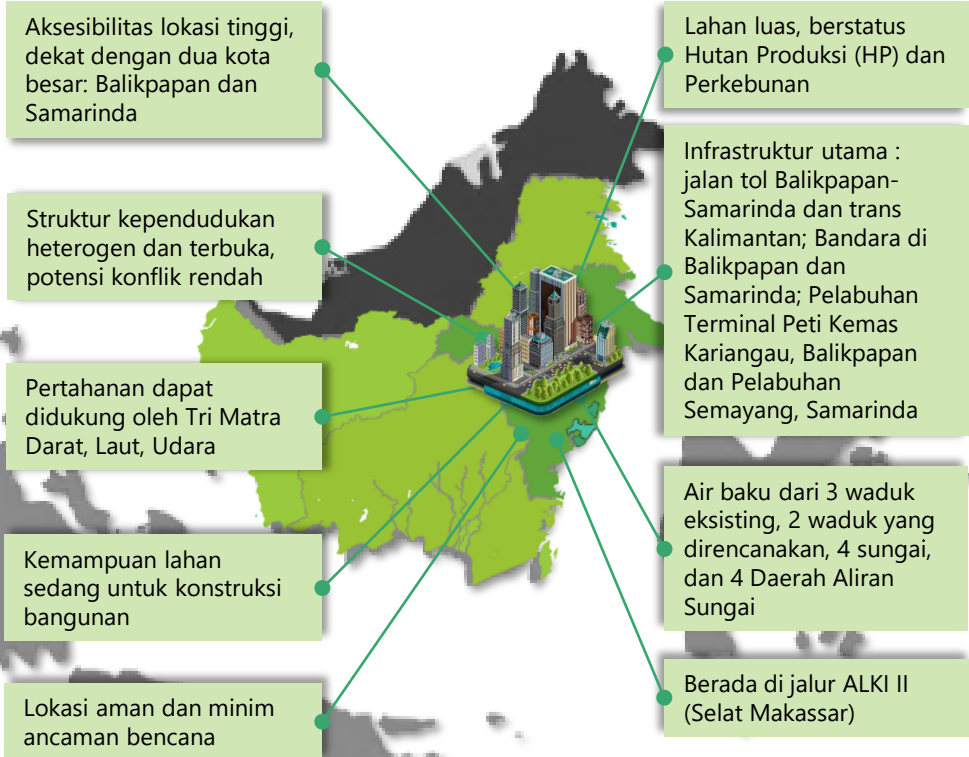 Aksesibilitas lokasi tinggi,
dekat dengan dua kota
besar: Balikpapan dan
Samarinda
Struktur kependudukan
heterogen dan terbuka,
potensi konflik rendah
Pertahanan dapat
didukung oleh Tri Matra
Darat, Laut, Udara
Kemampuan lahan
sedang untuk konstruksi
bangunan
Lokasi aman dan minim
ancaman bencana
Lahan luas, berstatus
Hutan Produksi (HP) dan
Perkebunan
Infrastruktur utama :
jalan tol Balikpapan-
Samarinda dan trans
Kalimantan; Bandara di
Balikpapan dan
Samarinda; Pelabuhan
Terminal Peti Kemas
Kariangau, Balikpapan
dan Pelabuhan
Semayang, Samarinda
Air baku dari 3 waduk
eksisting, 2 waduk yang
direncanakan, 4 sungai,
dan 4 Daerah Aliran
Sungai
Berada di jalur ALKI II
(Selat Makassar)